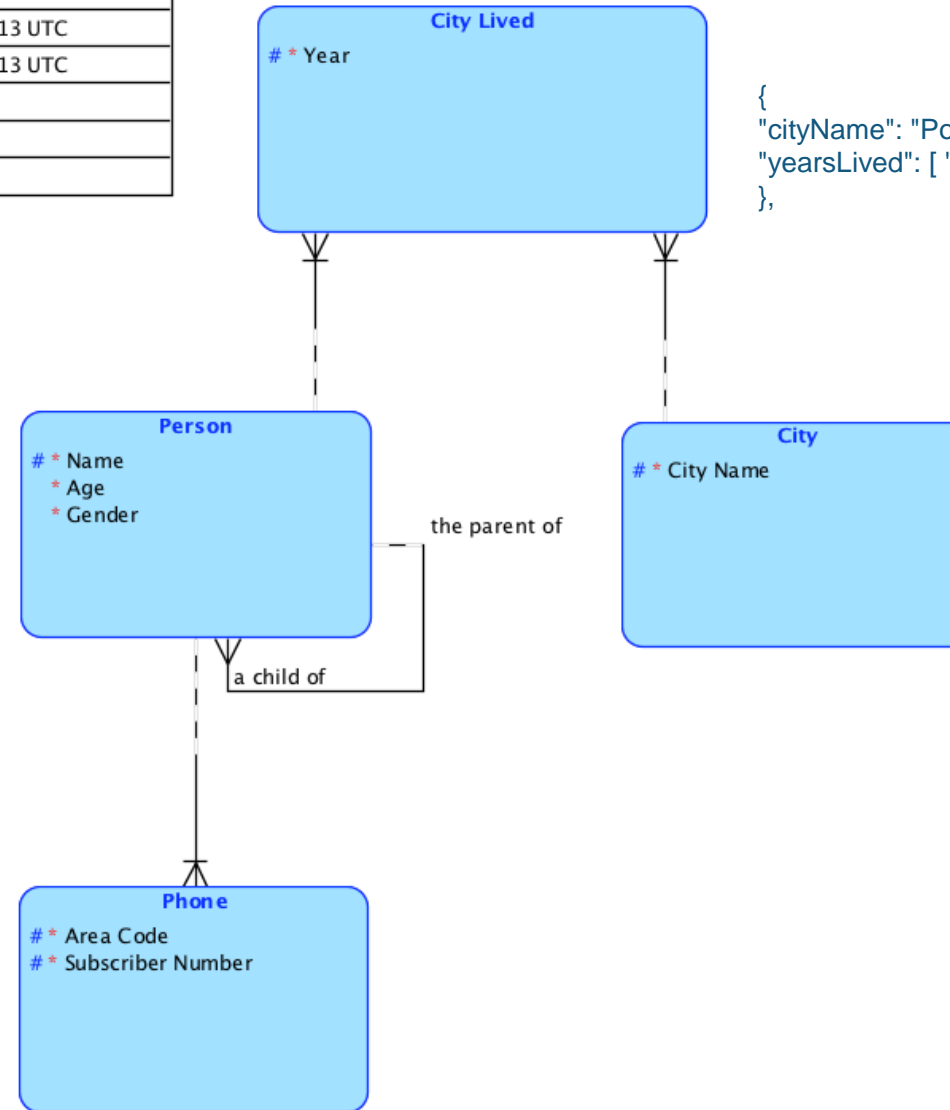 13 UTC
13 UTC
City Lived
# * Year
{
"cityName": "Po
"yearsLived": [ "
},
Person
# * Name
* Age
* Gender
the parent of
a child of
City
# * City Name
Phone
# * Area Code
# * Subscriber Number